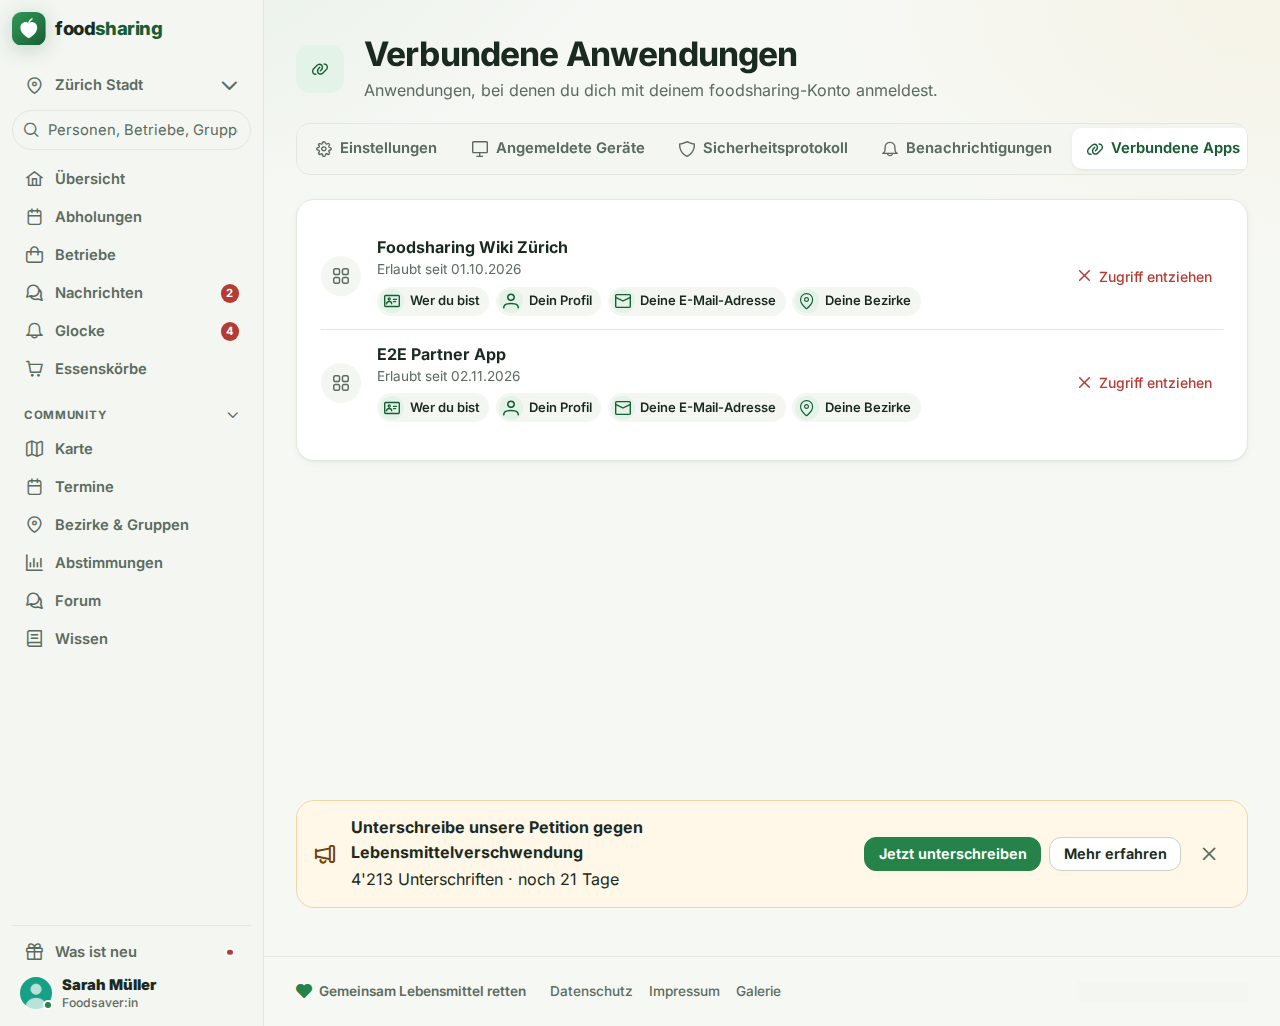 foodsharing
Zürich Stadt
Personen, Betriebe, Grupp
Übersicht
Abholungen
Betriebe
Nachrichten 2
Glocke 4
Essenskörbe
COMMUNITY
Karte
Termine
Bezirke & Gruppen
Abstimmungen
Forum
Wissen
Was ist neu
Sarah Müller
Foodsaver:in
Verbundene Anwendungen
Anwendungen, bei denen du dich mit deinem foodsharing-Konto anmeldest.
Einstellungen Angemeldete Geräte Sicherheitsprotokoll Benachrichtigungen Verbundene Apps
Foodsharing Wiki Zürich
Erlaubt seit 01.10.2026
Wer du bist Dein Profil Deine E-Mail-Adresse Deine Bezirke
Zugriff entziehen
E2E Partner App
Erlaubt seit 02.11.2026
Wer du bist Dein Profil Deine E-Mail-Adresse Deine Bezirke
Zugriff entziehen
Unterschreibe unsere Petition gegen
Lebensmittelverschwendung
4'213 Unterschriften · noch 21 Tage
Jetzt unterschreiben Mehr erfahren
Gemeinsam Lebensmittel retten Datenschutz Impressum Galerie